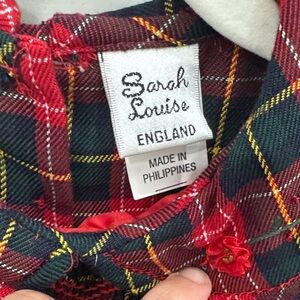 Sarah
Louise
ENGLAND
MADE IN
PHILIPPINES